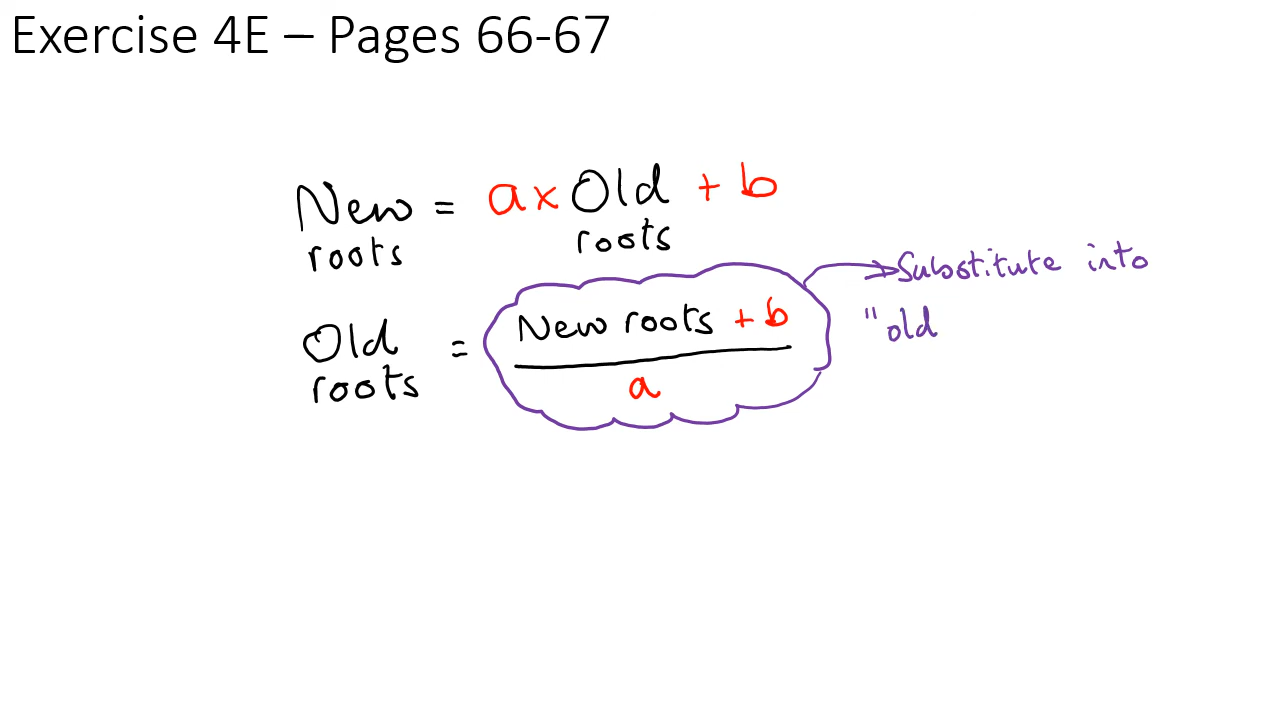 Exercise 4E – Pages 66-67
New roots = a x Old roots + b
Old roots = New roots + b
a
Substitute into
"old